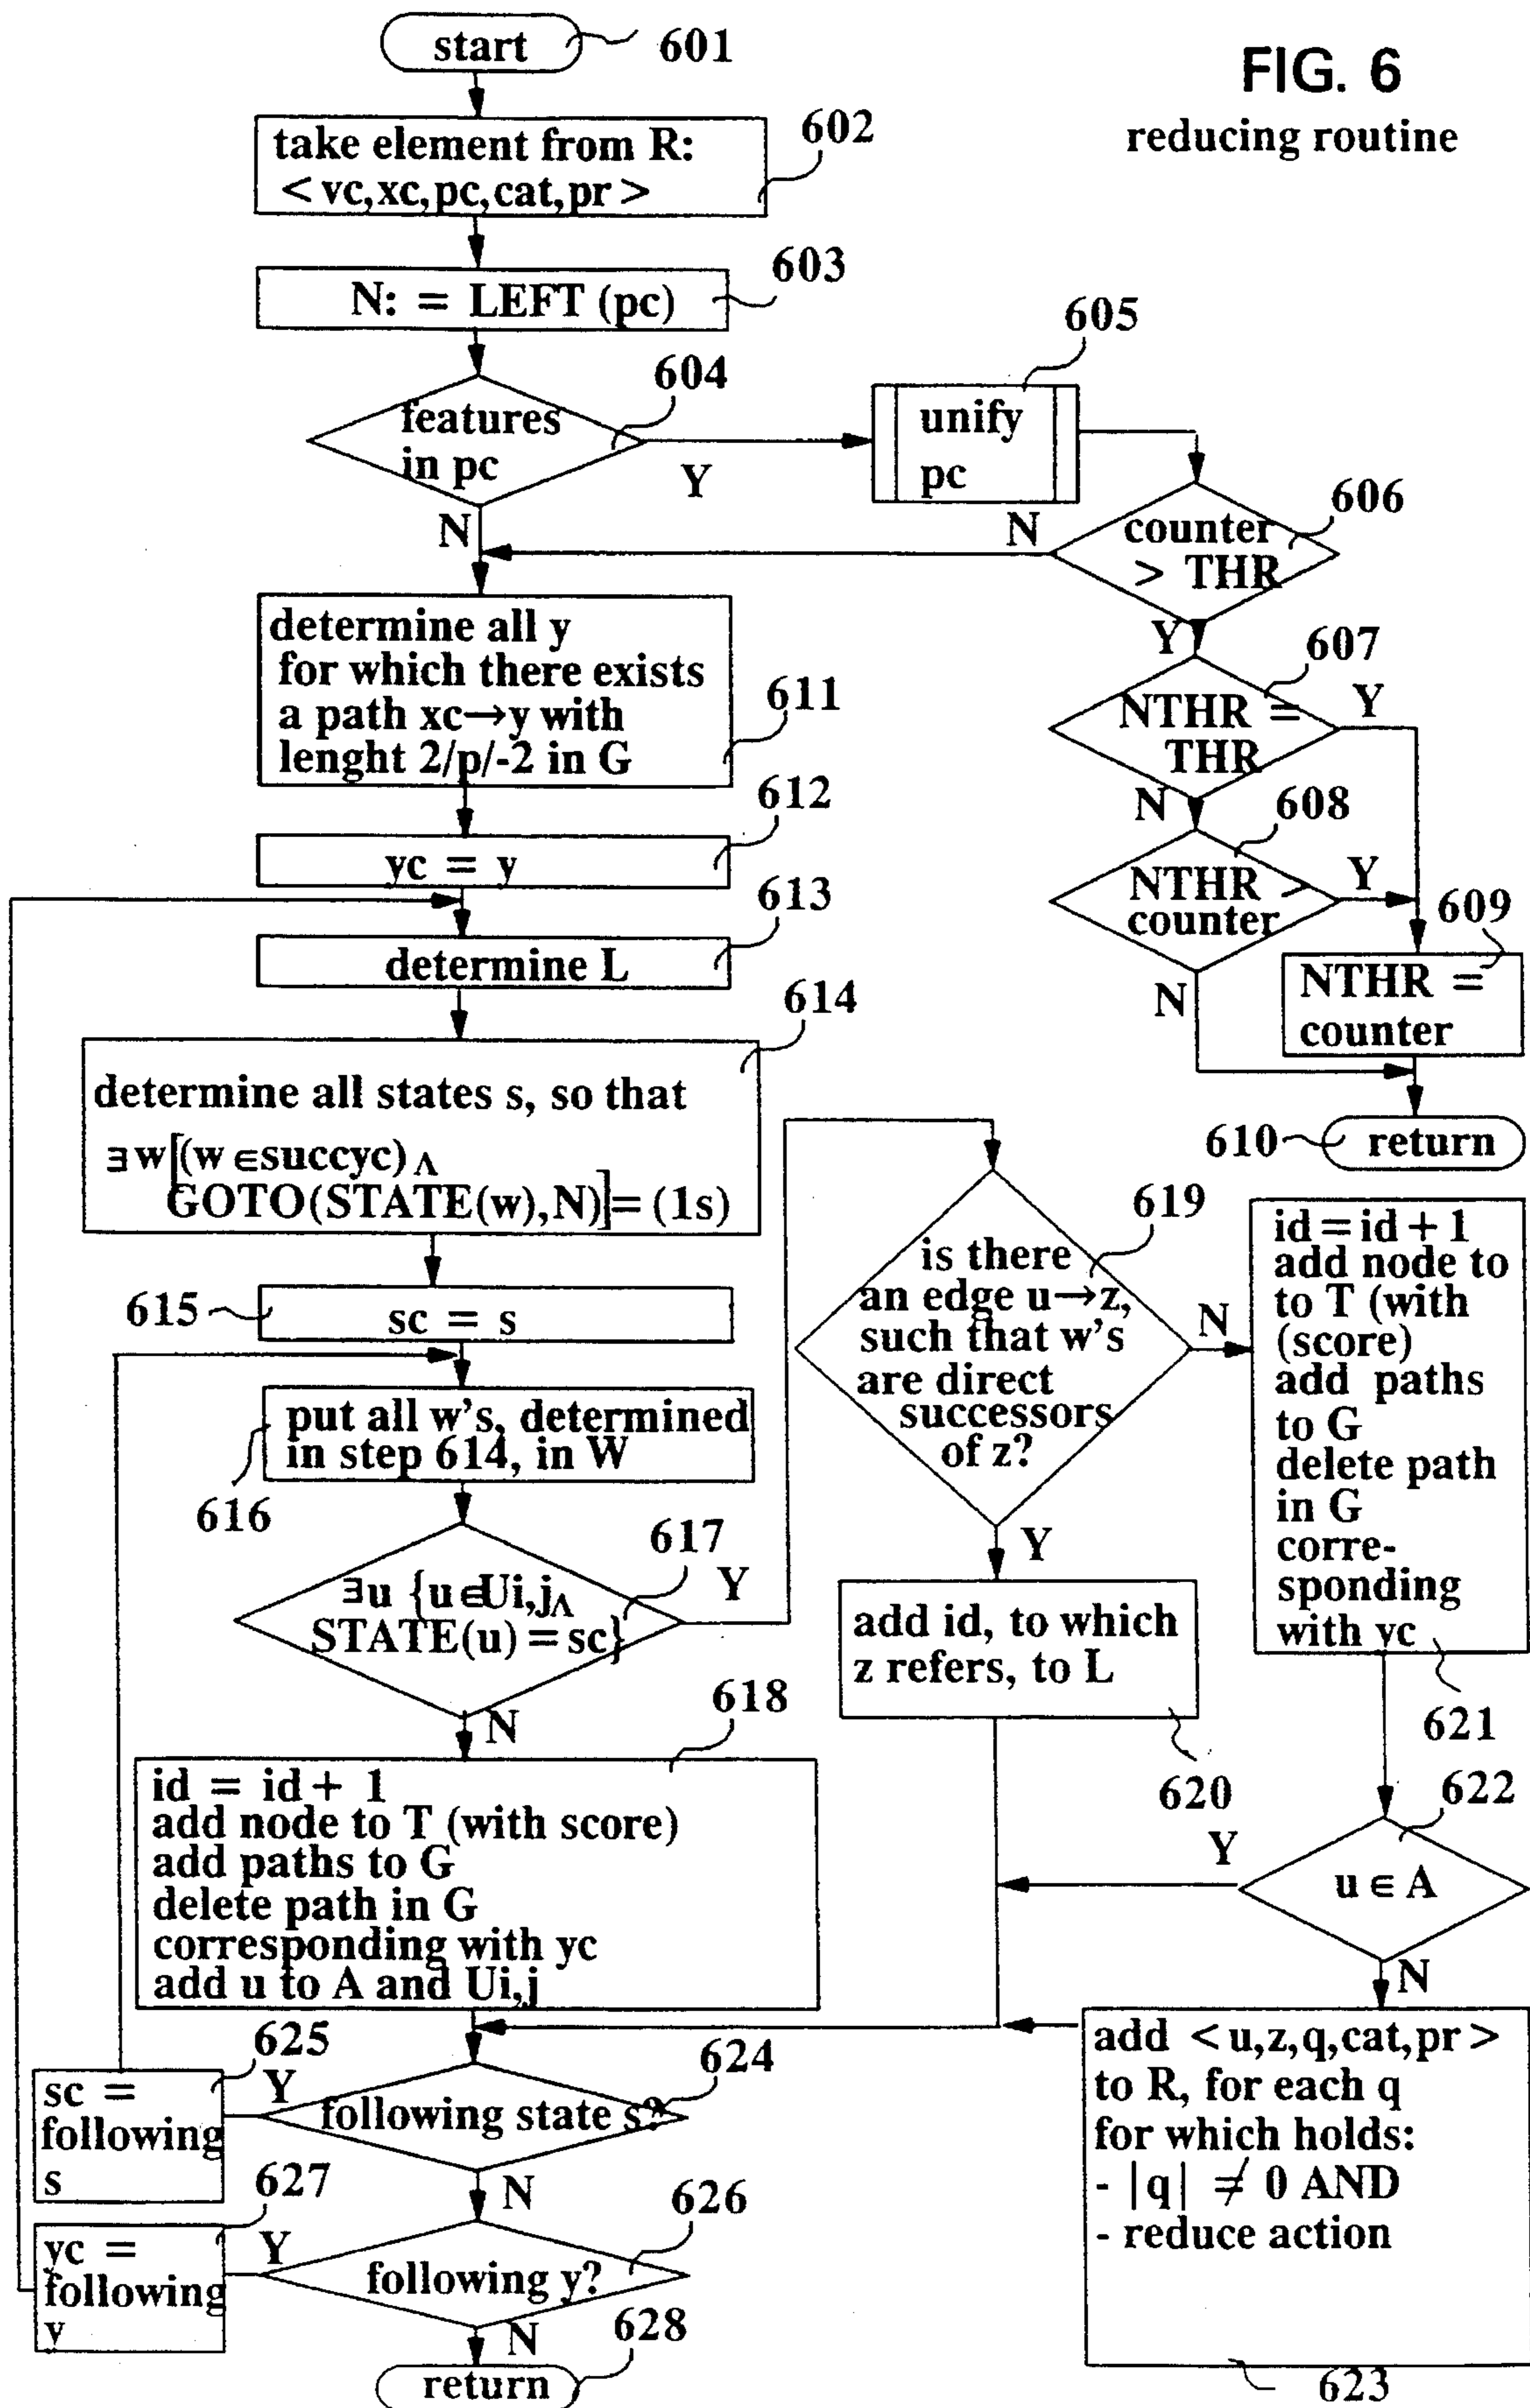 FIG. 6
reducing routine
start
601
take element from R:
< vc,xc,pc,cat,pr >
602
N: = LEFT (pc)
603
features
in pc
604
Y
N
unify
pc
605
counter
> THR
606
N
Y
NTHR =
THR
607
Y
N
NTHR >
counter
608
Y
N
NTHR =
counter
609
return
610
determine all y
for which there exists
a path xc→y with
lenght 2/p/-2 in G
611
yc = y
612
determine L
613
determine all states s, so that
∃w[(w ∈succyc) ∧
GOTO(STATE(w),N)]= (1s)
614
sc = s
615
put all w's, determined
in step 614, in W
616
∃u {u ∈Ui,j∧
STATE(u) = sc}
617
Y
N
id = id + 1
add node to T (with score)
add paths to G
delete path in G
corresponding with yc
add u to A and Ui,j
618
is there
an edge u→z,
such that w's
are direct
successors
of z?
619
N
Y
add id, to which
z refers, to L
620
id = id + 1
add node to
to T (with
(score)
add paths
to G
delete path
in G
corre-
sponding
with yc
621
u ∈ A
622
Y
N
add < u,z,q,cat,pr >
to R, for each q
for which holds:
- |q| ≠ 0 AND
- reduce action
623
following state s?
624
Y
N
sc =
following
s
625
following y?
626
Y
N
yc =
following
y
627
return
628